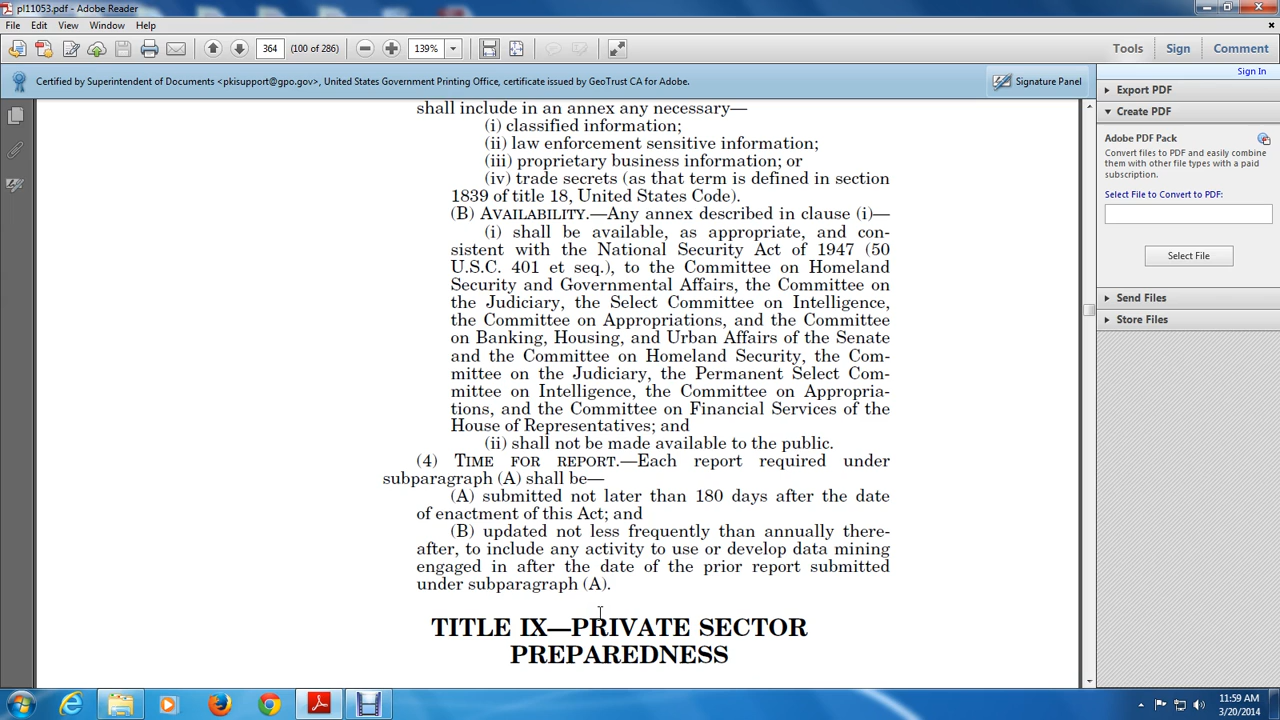 pl11053.pdf - Adobe Reader
File Edit View Window Help
364 (100 of 286) 139% Tools Sign Comment
Certified by Superintendent of Documents <pkisupport@gpo.gov>, United States Government Printing Office, certificate issued by GeoTrust CA for Adobe.
Signature Panel
shall include in an annex any necessary—
(i) classified information;
(ii) law enforcement sensitive information;
(iii) proprietary business information; or
(iv) trade secrets (as that term is defined in section
1839 of title 18, United States Code).
(B) AVAILABILITY.—Any annex described in clause (i)—
(i) shall be available, as appropriate, and con-
sistent with the National Security Act of 1947 (50
U.S.C. 401 et seq.), to the Committee on Homeland
Security and Governmental Affairs, the Committee on
the Judiciary, the Select Committee on Intelligence,
the Committee on Appropriations, and the Committee
on Banking, Housing, and Urban Affairs of the Senate
and the Committee on Homeland Security, the Com-
mittee on the Judiciary, the Permanent Select Com-
mittee on Intelligence, the Committee on Appropria-
tions, and the Committee on Financial Services of the
House of Representatives; and
(ii) shall not be made available to the public.
(4) TIME FOR REPORT.—Each report required under
subparagraph (A) shall be—
(A) submitted not later than 180 days after the date
of enactment of this Act; and
(B) updated not less frequently than annually there-
after, to include any activity to use or develop data mining
engaged in after the date of the prior report submitted
under subparagraph (A).
TITLE IX—PRIVATE SECTOR
PREPAREDNESS
Sign In
Export PDF
Create PDF
Adobe PDF Pack
Convert files to PDF and easily combine
them with other file types with a paid
subscription.
Select File to Convert to PDF:
Select File
Send Files
Store Files
11:59 AM
3/20/2014